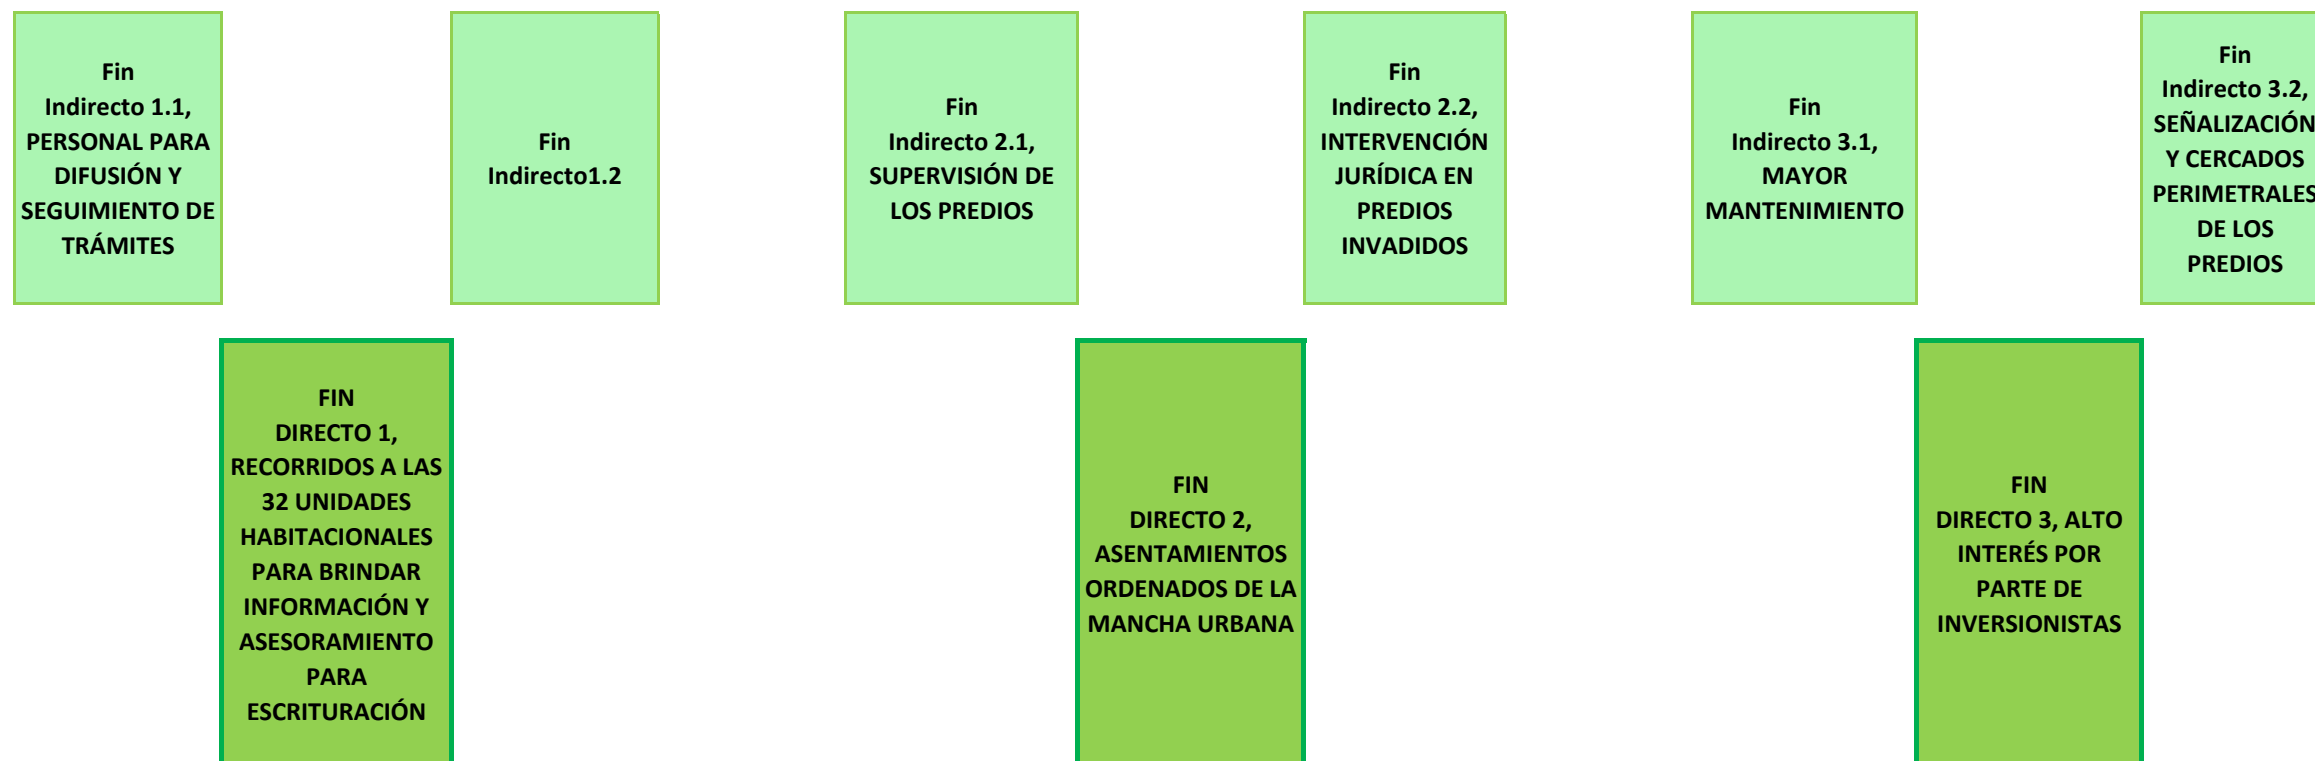 Fin
Indirecto 1.1,
PERSONAL PARA
DIFUSIÓN Y
SEGUIMIENTO DE
TRÁMITES
Fin
Indirecto1.2
Fin
Indirecto 2.1,
SUPERVISIÓN DE
LOS PREDIOS
Fin
Indirecto 2.2,
INTERVENCIÓN
JURÍDICA EN
PREDIOS
INVADIDOS
Fin
Indirecto 3.1,
MAYOR
MANTENIMIENTO
Fin
Indirecto 3.2,
SEÑALIZACIÓN
Y CERCADOS
PERIMETRALES
DE LOS
PREDIOS
FIN
DIRECTO 1,
RECORRIDOS A LAS
32 UNIDADES
HABITACIONALES
PARA BRINDAR
INFORMACIÓN Y
ASESORAMIENTO
PARA
ESCRITURACIÓN
FIN
DIRECTO 2,
ASENTAMIENTOS
ORDENADOS DE LA
MANCHA URBANA
FIN
DIRECTO 3, ALTO
INTERÉS POR
PARTE DE
INVERSIONISTAS